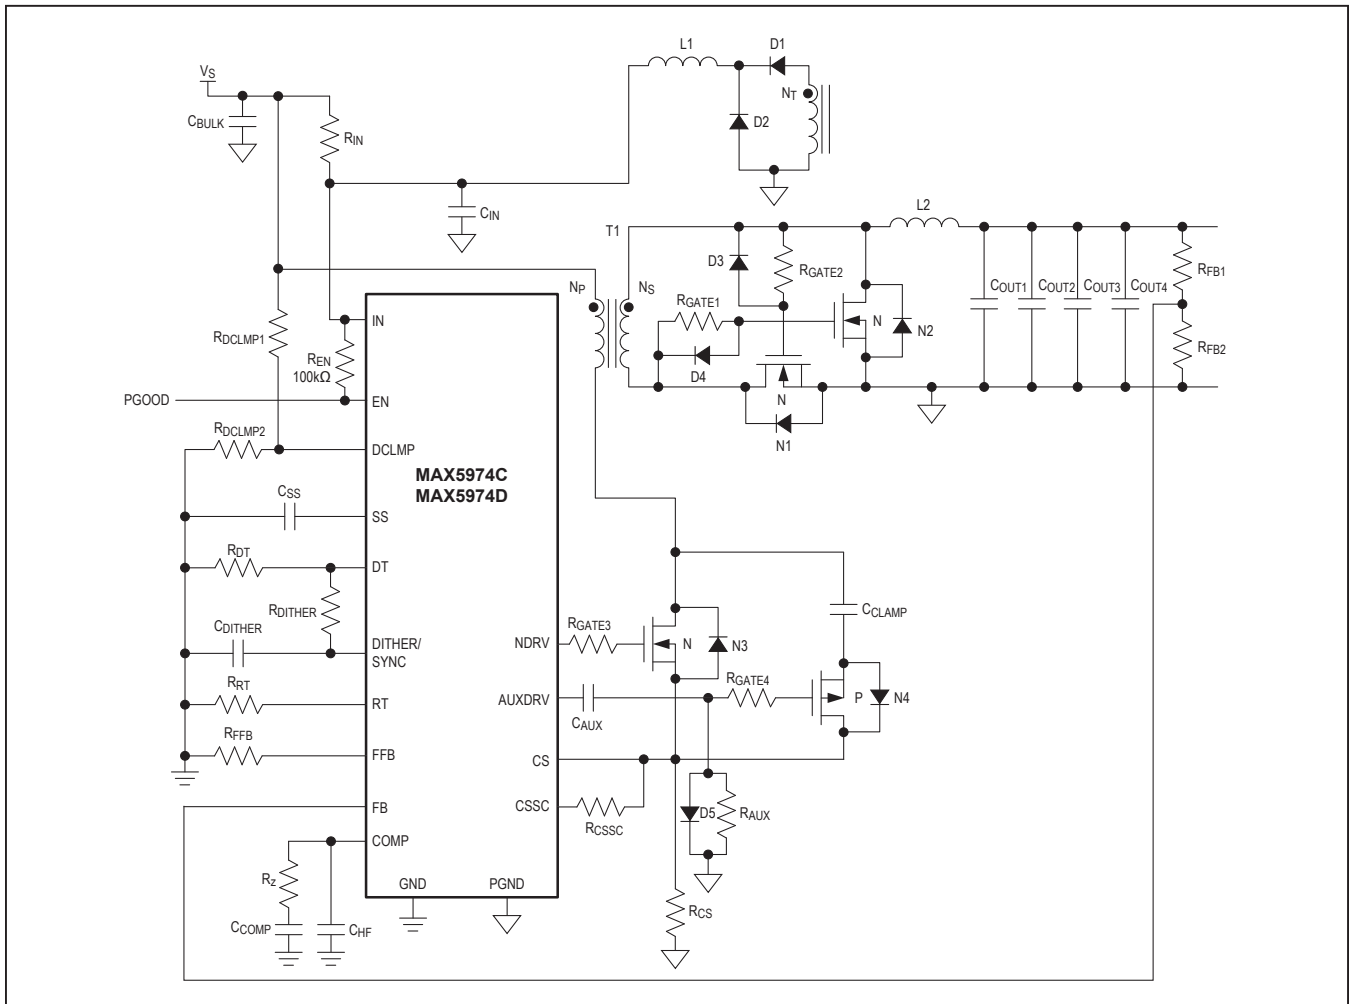 L1
D1
VS
NT
CBULK
RIN
D2
CIN
L2
T1
D3
RGATE2
RFB1
NP
NS
COUT1
COUT2
COUT3
COUT4
RGATE1
N
N2
RDCLMP1
IN
REN
100kΩ
D4
RFB2
PGOOD
EN
N
N1
RDCLMP2
DCLMP
MAX5974C
MAX5974D
CSS
SS
RDT
DT
RDITHER
CCLAMP
CDITHER
DITHER/
SYNC
NDRV
RGATE3
N
N3
RGATE4
RRT
RT
AUXDRV
CAUX
P
N4
RFFB
FFB
CS
FB
CSSC
RCSSC
D5
RAUX
COMP
RZ
GND
PGND
CCOMP
CHF
RCS